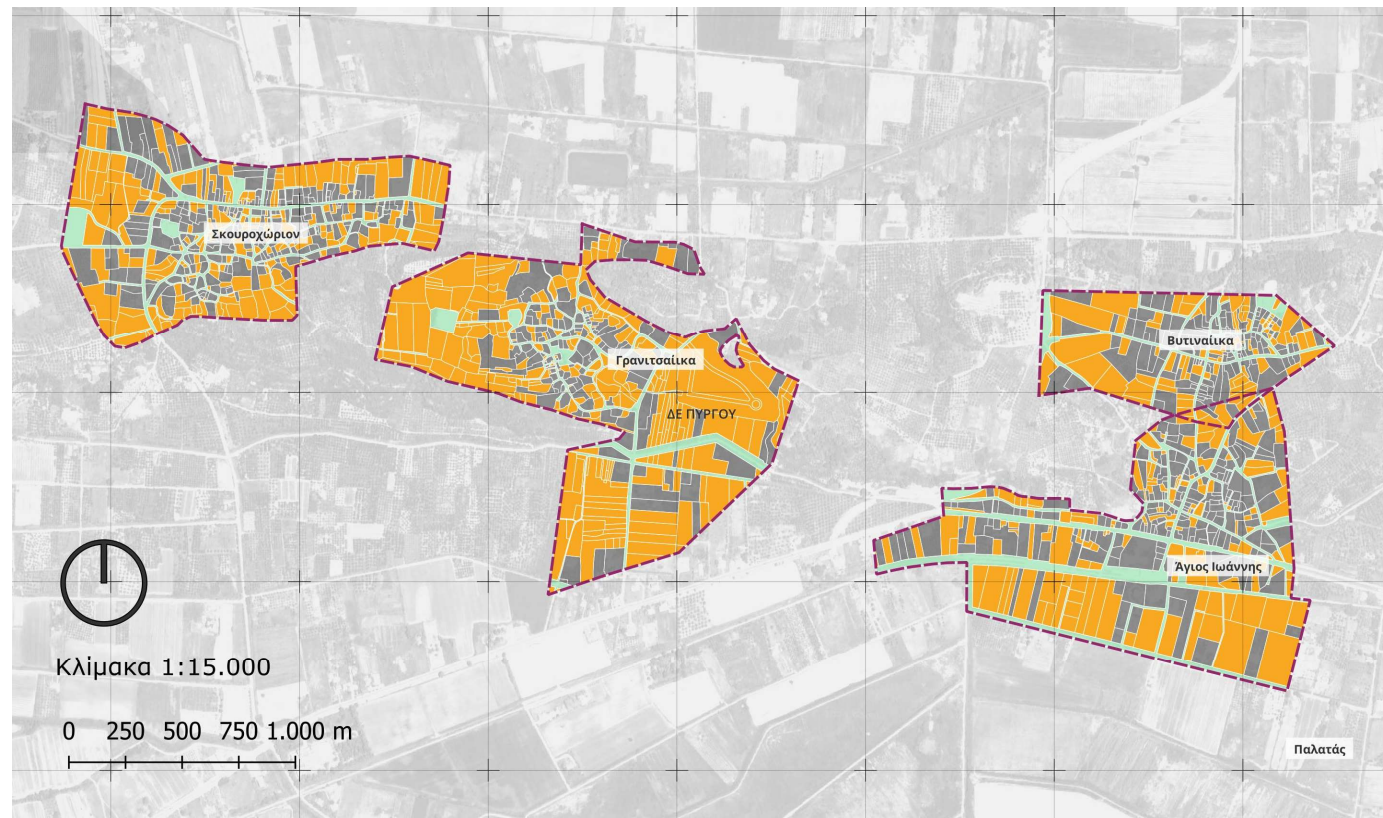 Σκουροχώριον
Βυτιναίικα
Γρανιτσαίικα
ΔΕ ΠΥΡΓΟΥ
Άγιος Ιωάννης
Κλίμακα 1:15.000
0 250 500 750 1.000 m
Παλατάς